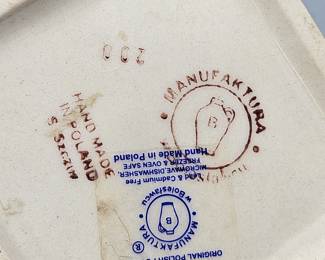 200
HAND MADE
IN POLAND
MANUFAKTURA
B
ORIGINAL POLISH
MANUFAKTURA
w Bolesławcu
®
Lead & Cadmium Free
MICROWAVE, DISHWASHER,
FREEZER & OVEN SAFE
Hand Made in Poland